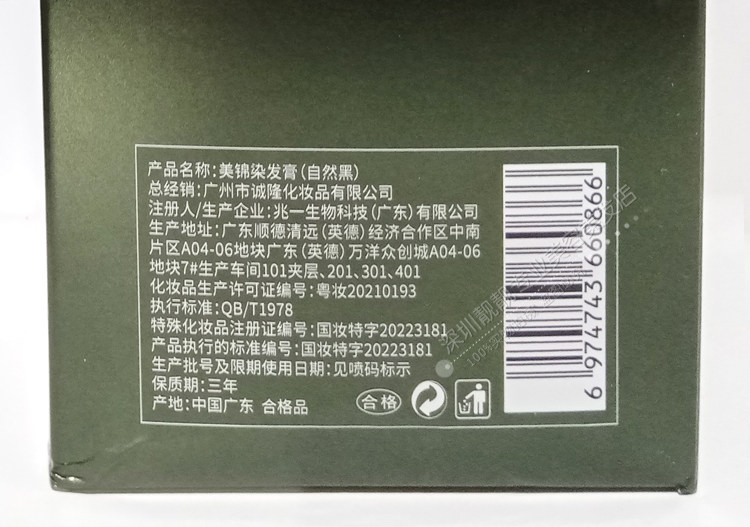 产品名称:美锦染发膏(自然黑)
总经销:广州市诚隆化妆品有限公司
注册人/生产企业:兆一生物科技(广东)有限公司
生产地址:广东顺德清远(英德)经济合作区中南
片区A04-06地块广东(英德)万洋众创城A04-06
地块7#生产车间101夹层、201、301、401
化妆品生产许可证编号:粤妆20210193
执行标准:QB/T1978
特殊化妆品注册证编号:国妆特字20223181
产品执行的标准编号:国妆特字20223181
生产批号及限期使用日期:见喷码标示
保质期:三年
产地:中国广东 合格品
合格
6 974743 660866